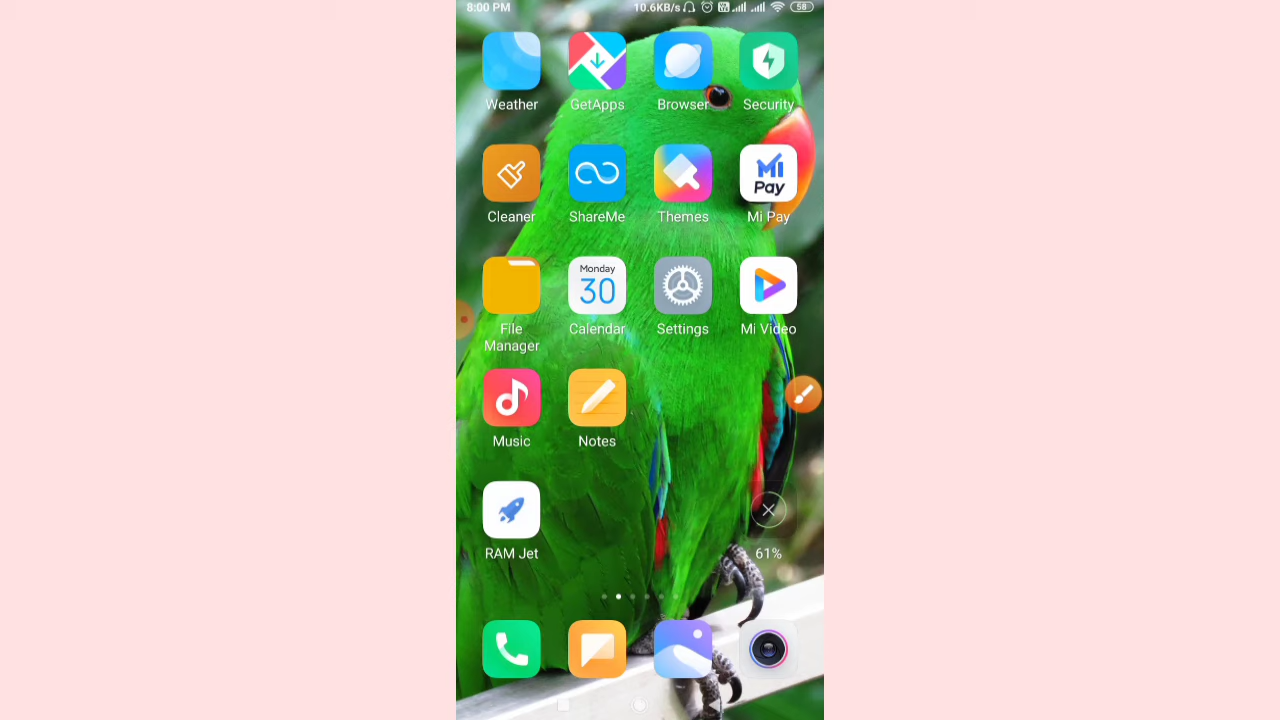 8:00 PM 10.6KB/s 58
Weather GetApps Browser Security
Mi Pay
Cleaner ShareMe Themes Mi Pay
Monday
30
File Calendar Settings Mi Video
Manager
Music Notes
RAM Jet 61%